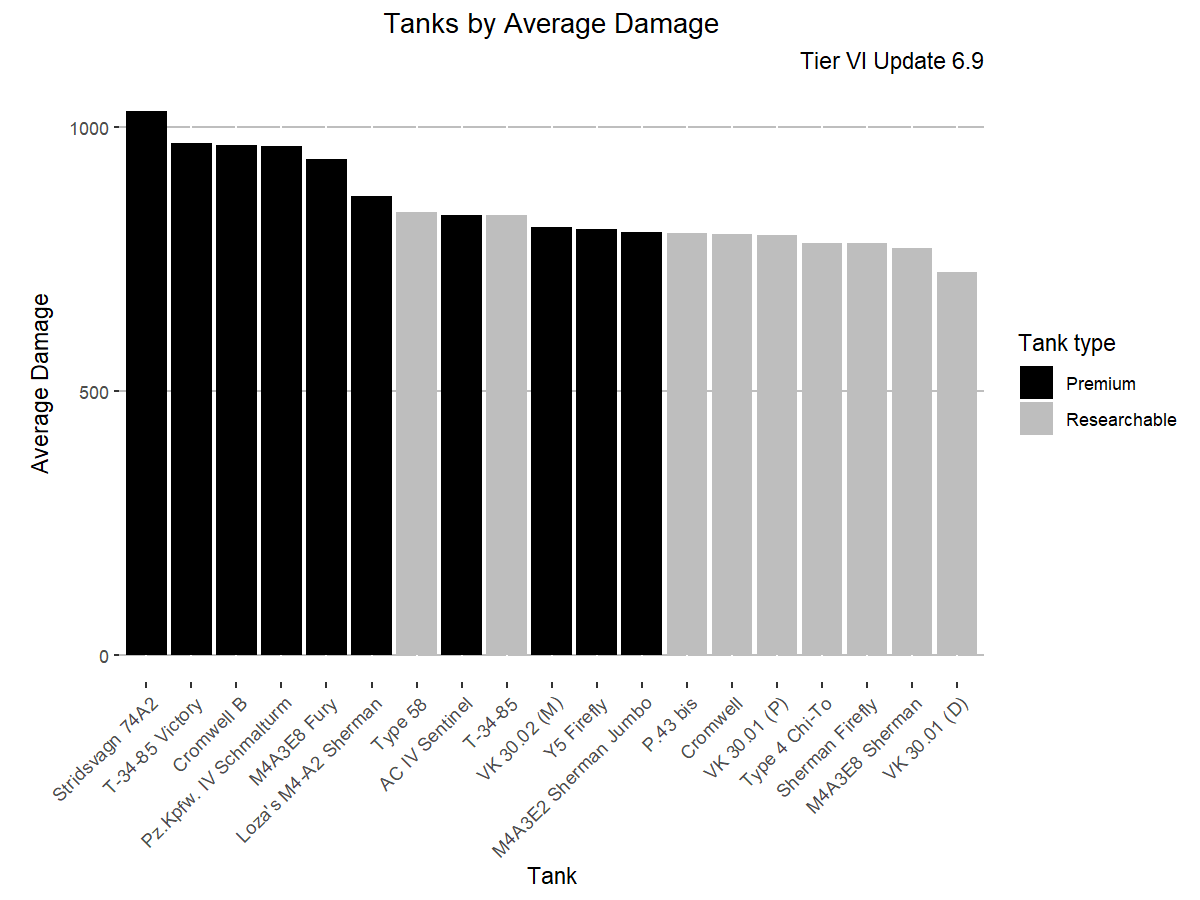 Tanks by Average Damage
Tier VI Update 6.9
Average Damage
1000
500
0
Stridsvagn 74A2
T-34-85 Victory
Cromwell B
Pz.Kpfw. IV Schmalturm
M4A3E8 Fury
Loza's M4-A2 Sherman
Type 58
AC IV Sentinel
T-34-85
VK 30.02 (M)
Y5 Firefly
M4A3E2 Sherman Jumbo
P.43 bis
Cromwell
VK 30.01 (P)
Type 4 Chi-To
Sherman Firefly
M4A3E8 Sherman
VK 30.01 (D)
Tank
Tank type
Premium
Researchable